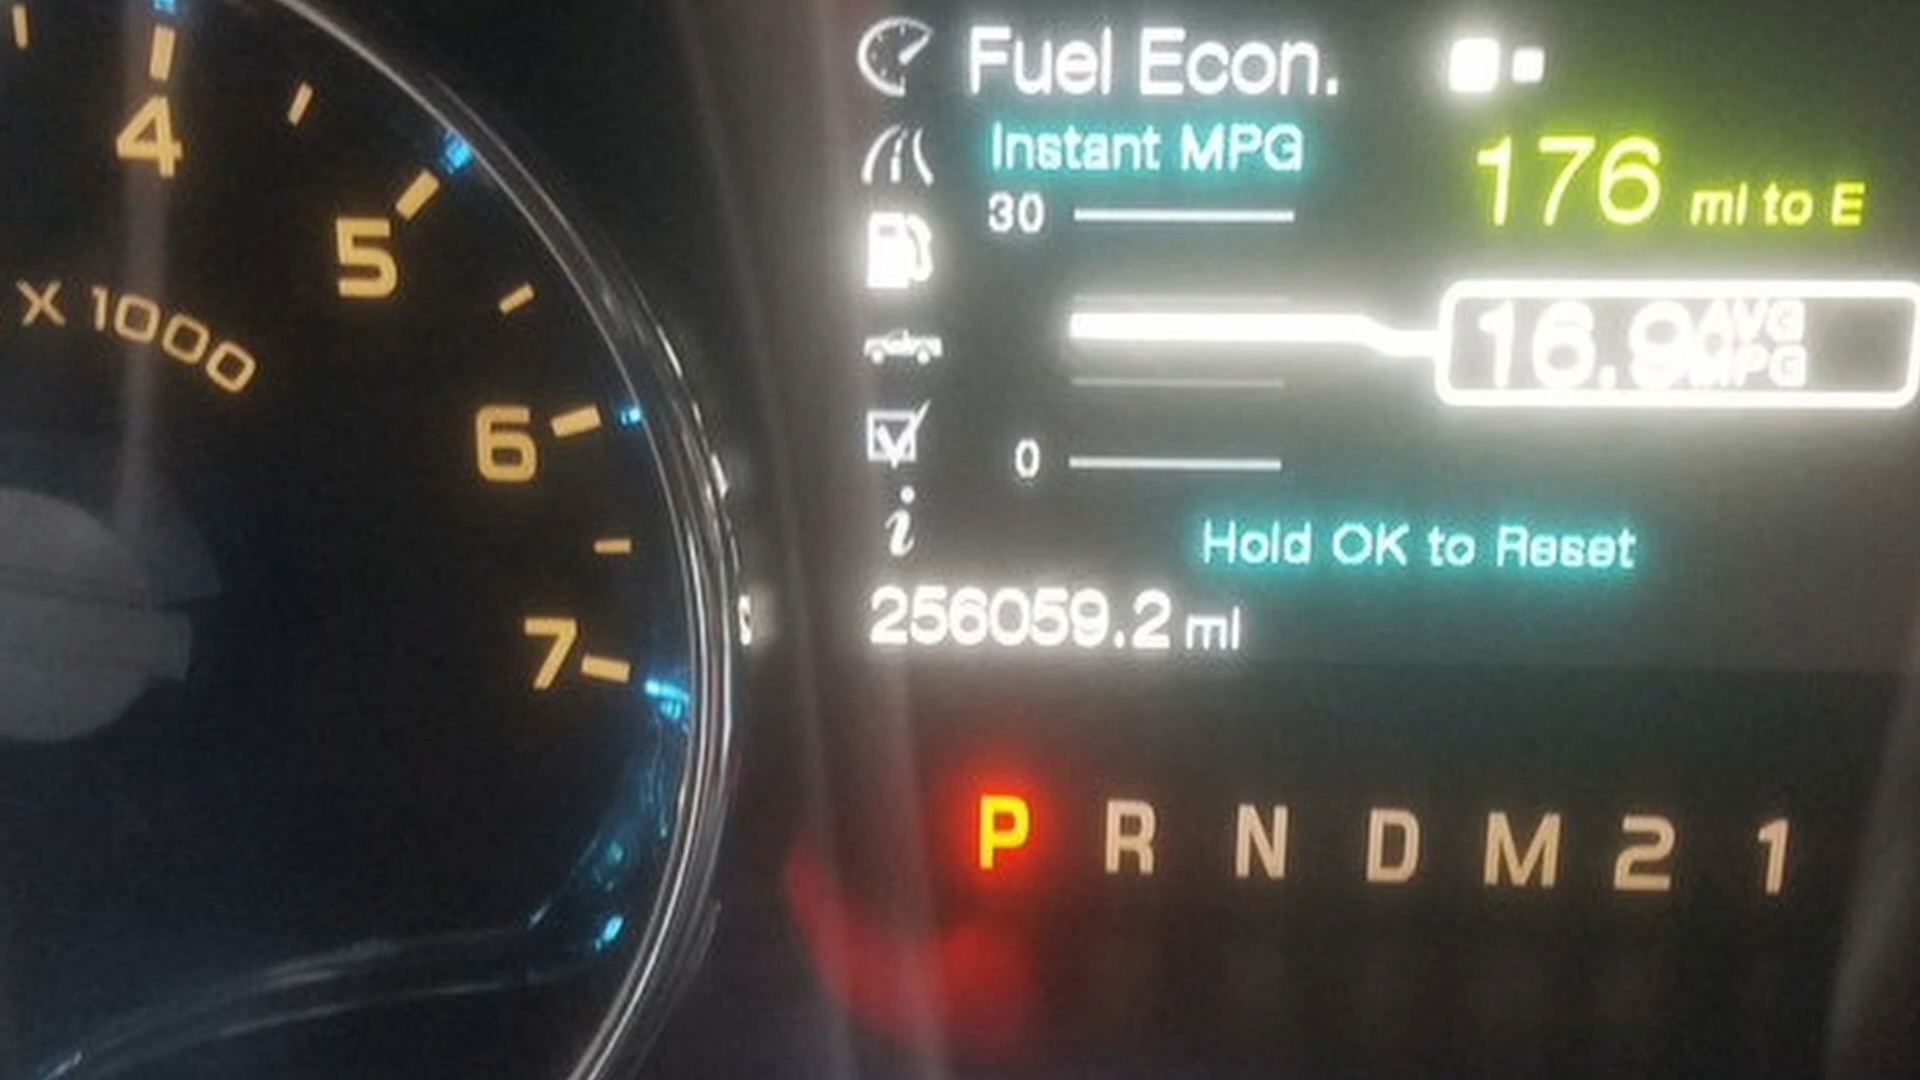 4
5
6
7
X 1000
Fuel Econ.
Instant MPG
30
0
176 mi to E
16.9 AVG MPG
Hold OK to Reset
256059.2 mi
P R N D M 2 1